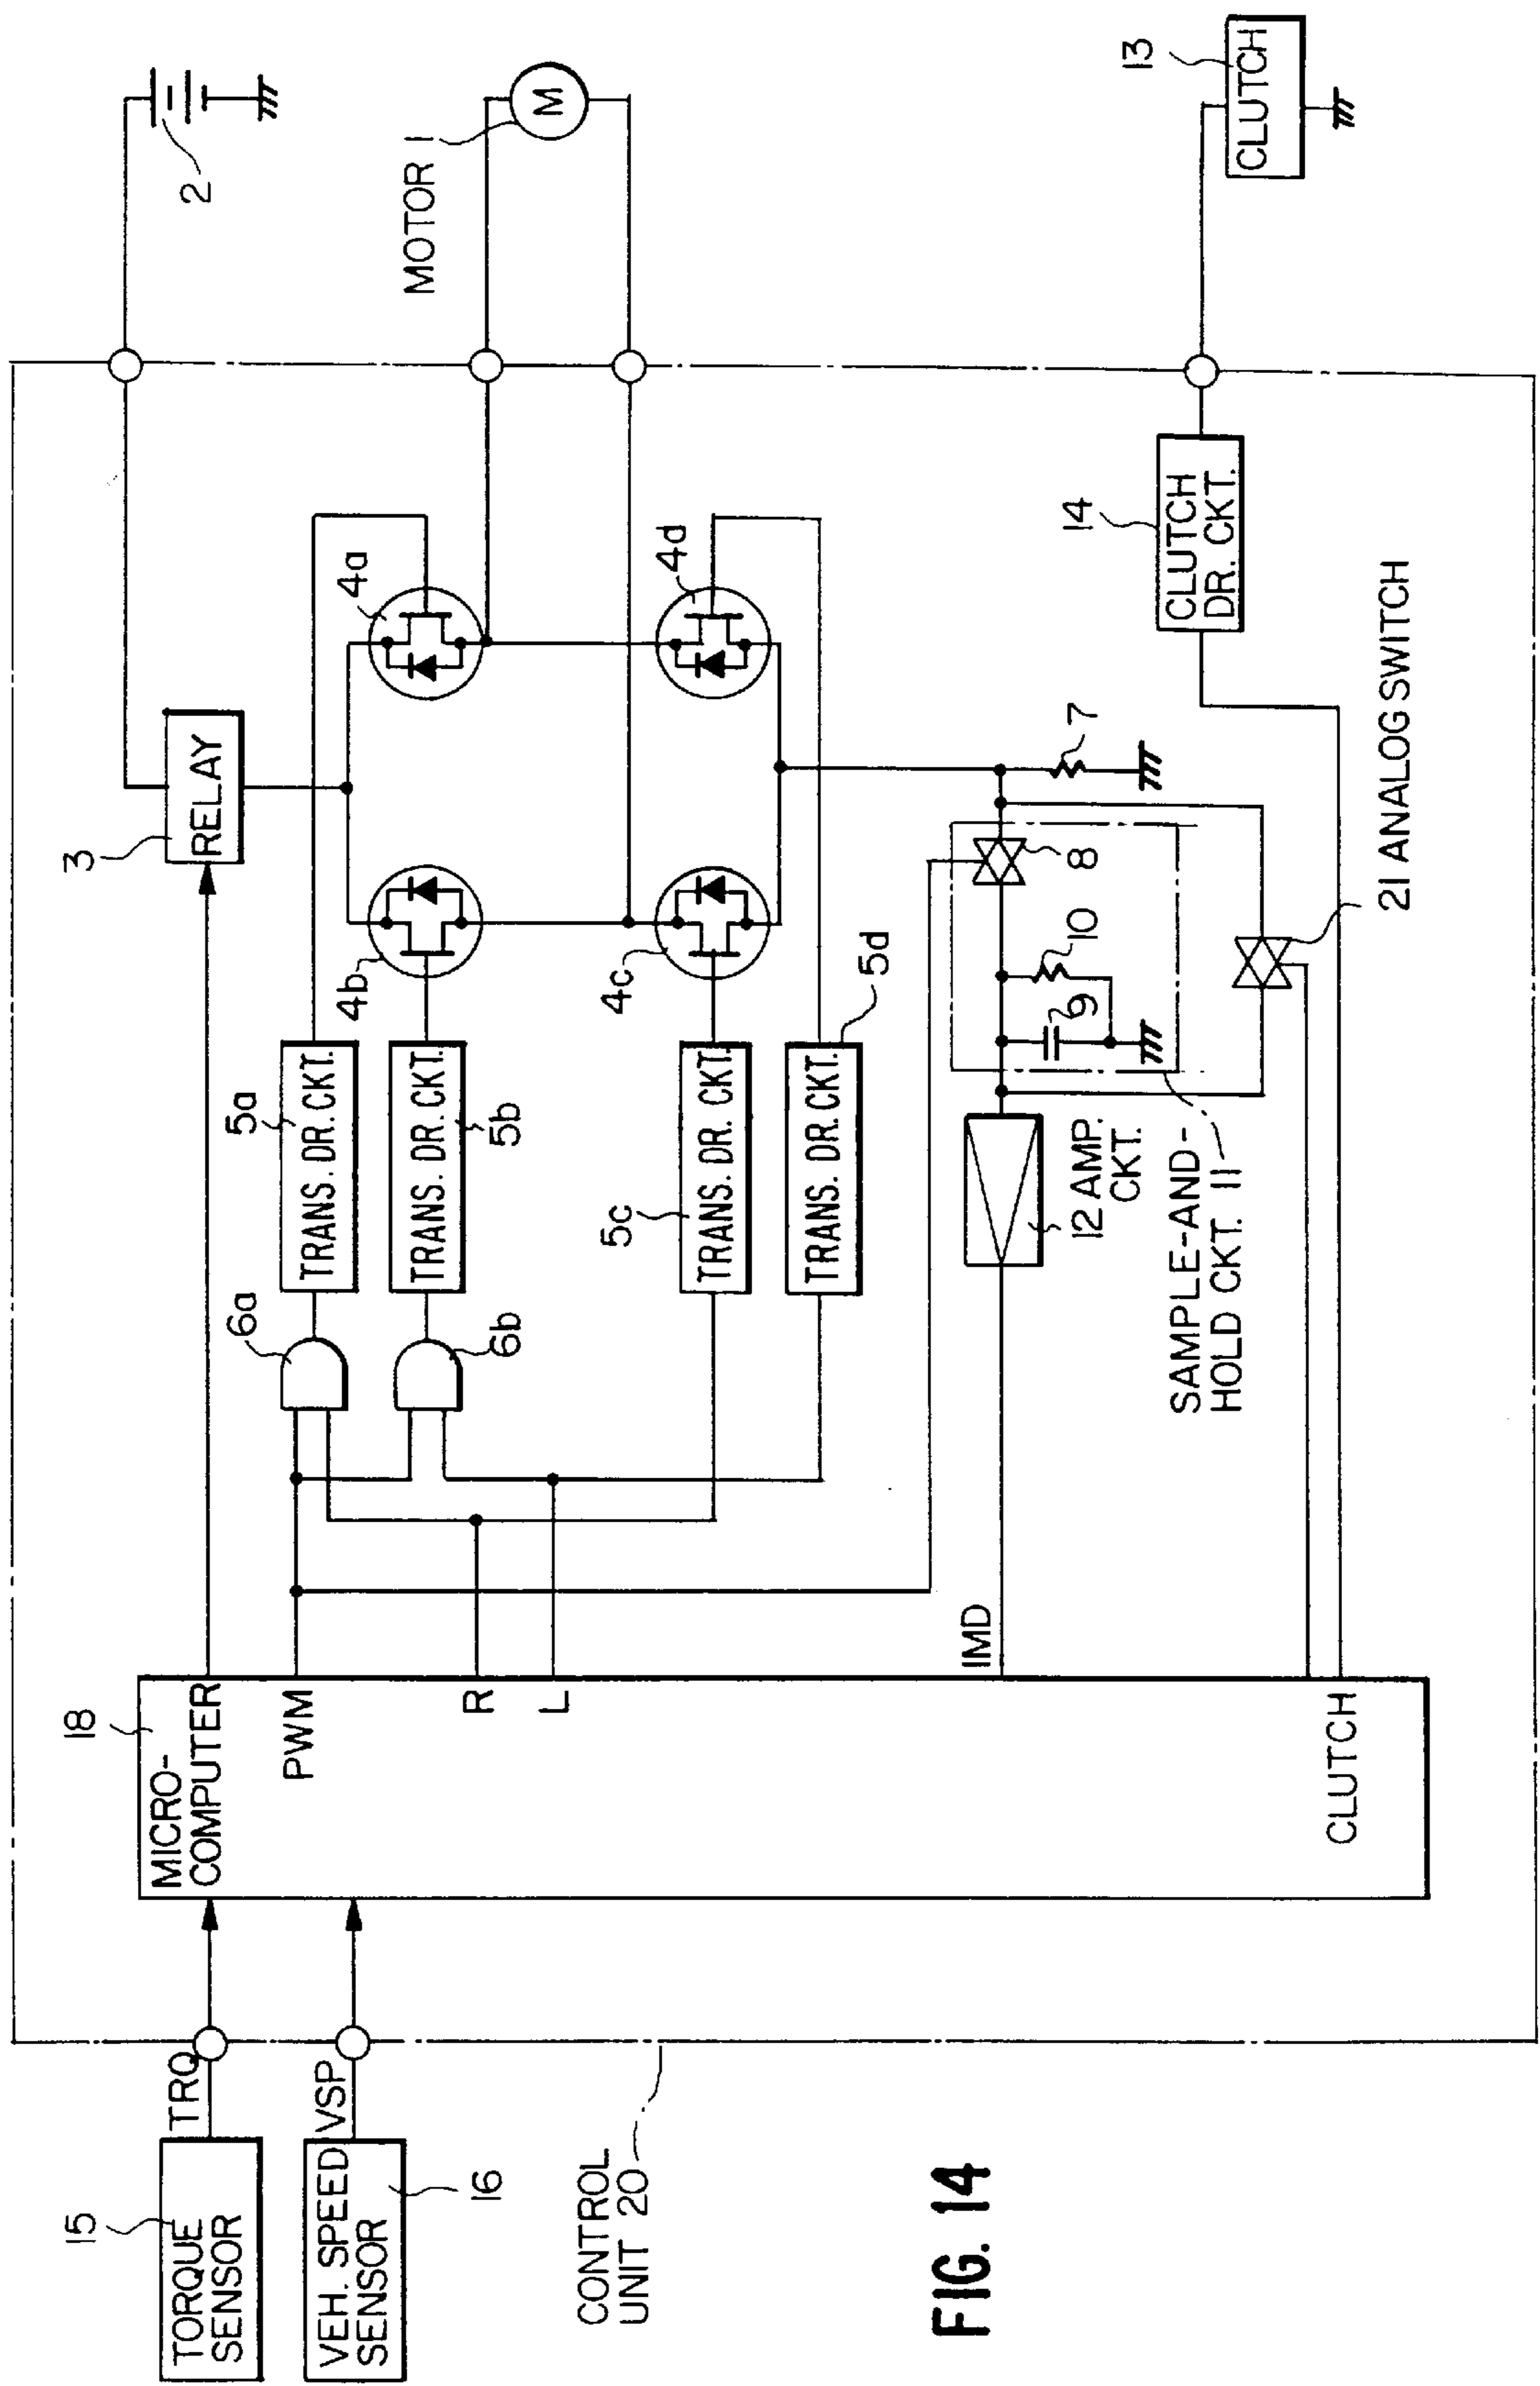 15
TORQUE
SENSOR
TRQ
VEH. SPEED
SENSOR
VSP
16
CONTROL
UNIT 20
18
MICRO-
COMPUTER
PWM
R
L
IMD
CLUTCH
3
RELAY
2
MOTOR 1
M
6a
6b
5a
TRANS. DR. CKT.
TRANS. DR. CKT.
5b
5c
TRANS. DR. CKT.
TRANS. DR. CKT.
5d
4a
4b
4c
4d
7
8
10
9
12 AMP.
CKT.
SAMPLE-AND-
HOLD CKT. 11
21 ANALOG SWITCH
14
CLUTCH
DR. CKT.
13
CLUTCH
FIG. 14